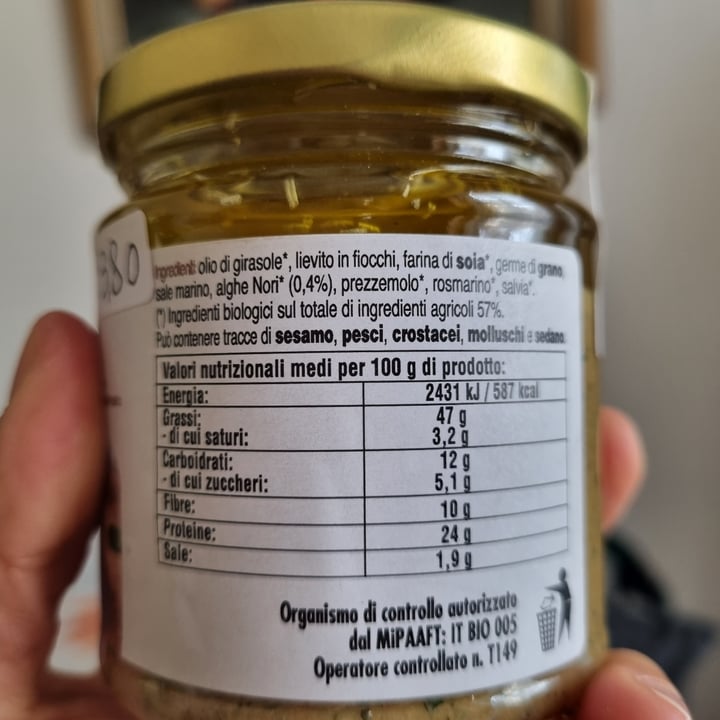 Ingredienti: olio di girasole*, lievito in fiocchi, farina di soia*, germe di grano,
sale marino, alghe Nori* (0,4%), prezzemolo*, rosmarino*, salvia*.
(*) Ingredienti biologici sul totale di ingredienti agricoli 57%.
Può contenere tracce di sesamo, pesci, crostacei, molluschi e sedano.
Valori nutrizionali medi per 100 g di prodotto:
Energia: 2431 kJ / 587 kcal
Grassi: 47 g
- di cui saturi: 3,2 g
Carboidrati: 12 g
- di cui zuccheri: 5,1 g
Fibre: 10 g
Proteine: 24 g
Sale: 1,9 g
Organismo di controllo autorizzato
dal MiPAAFT: IT BIO 005
Operatore controllato n. T149